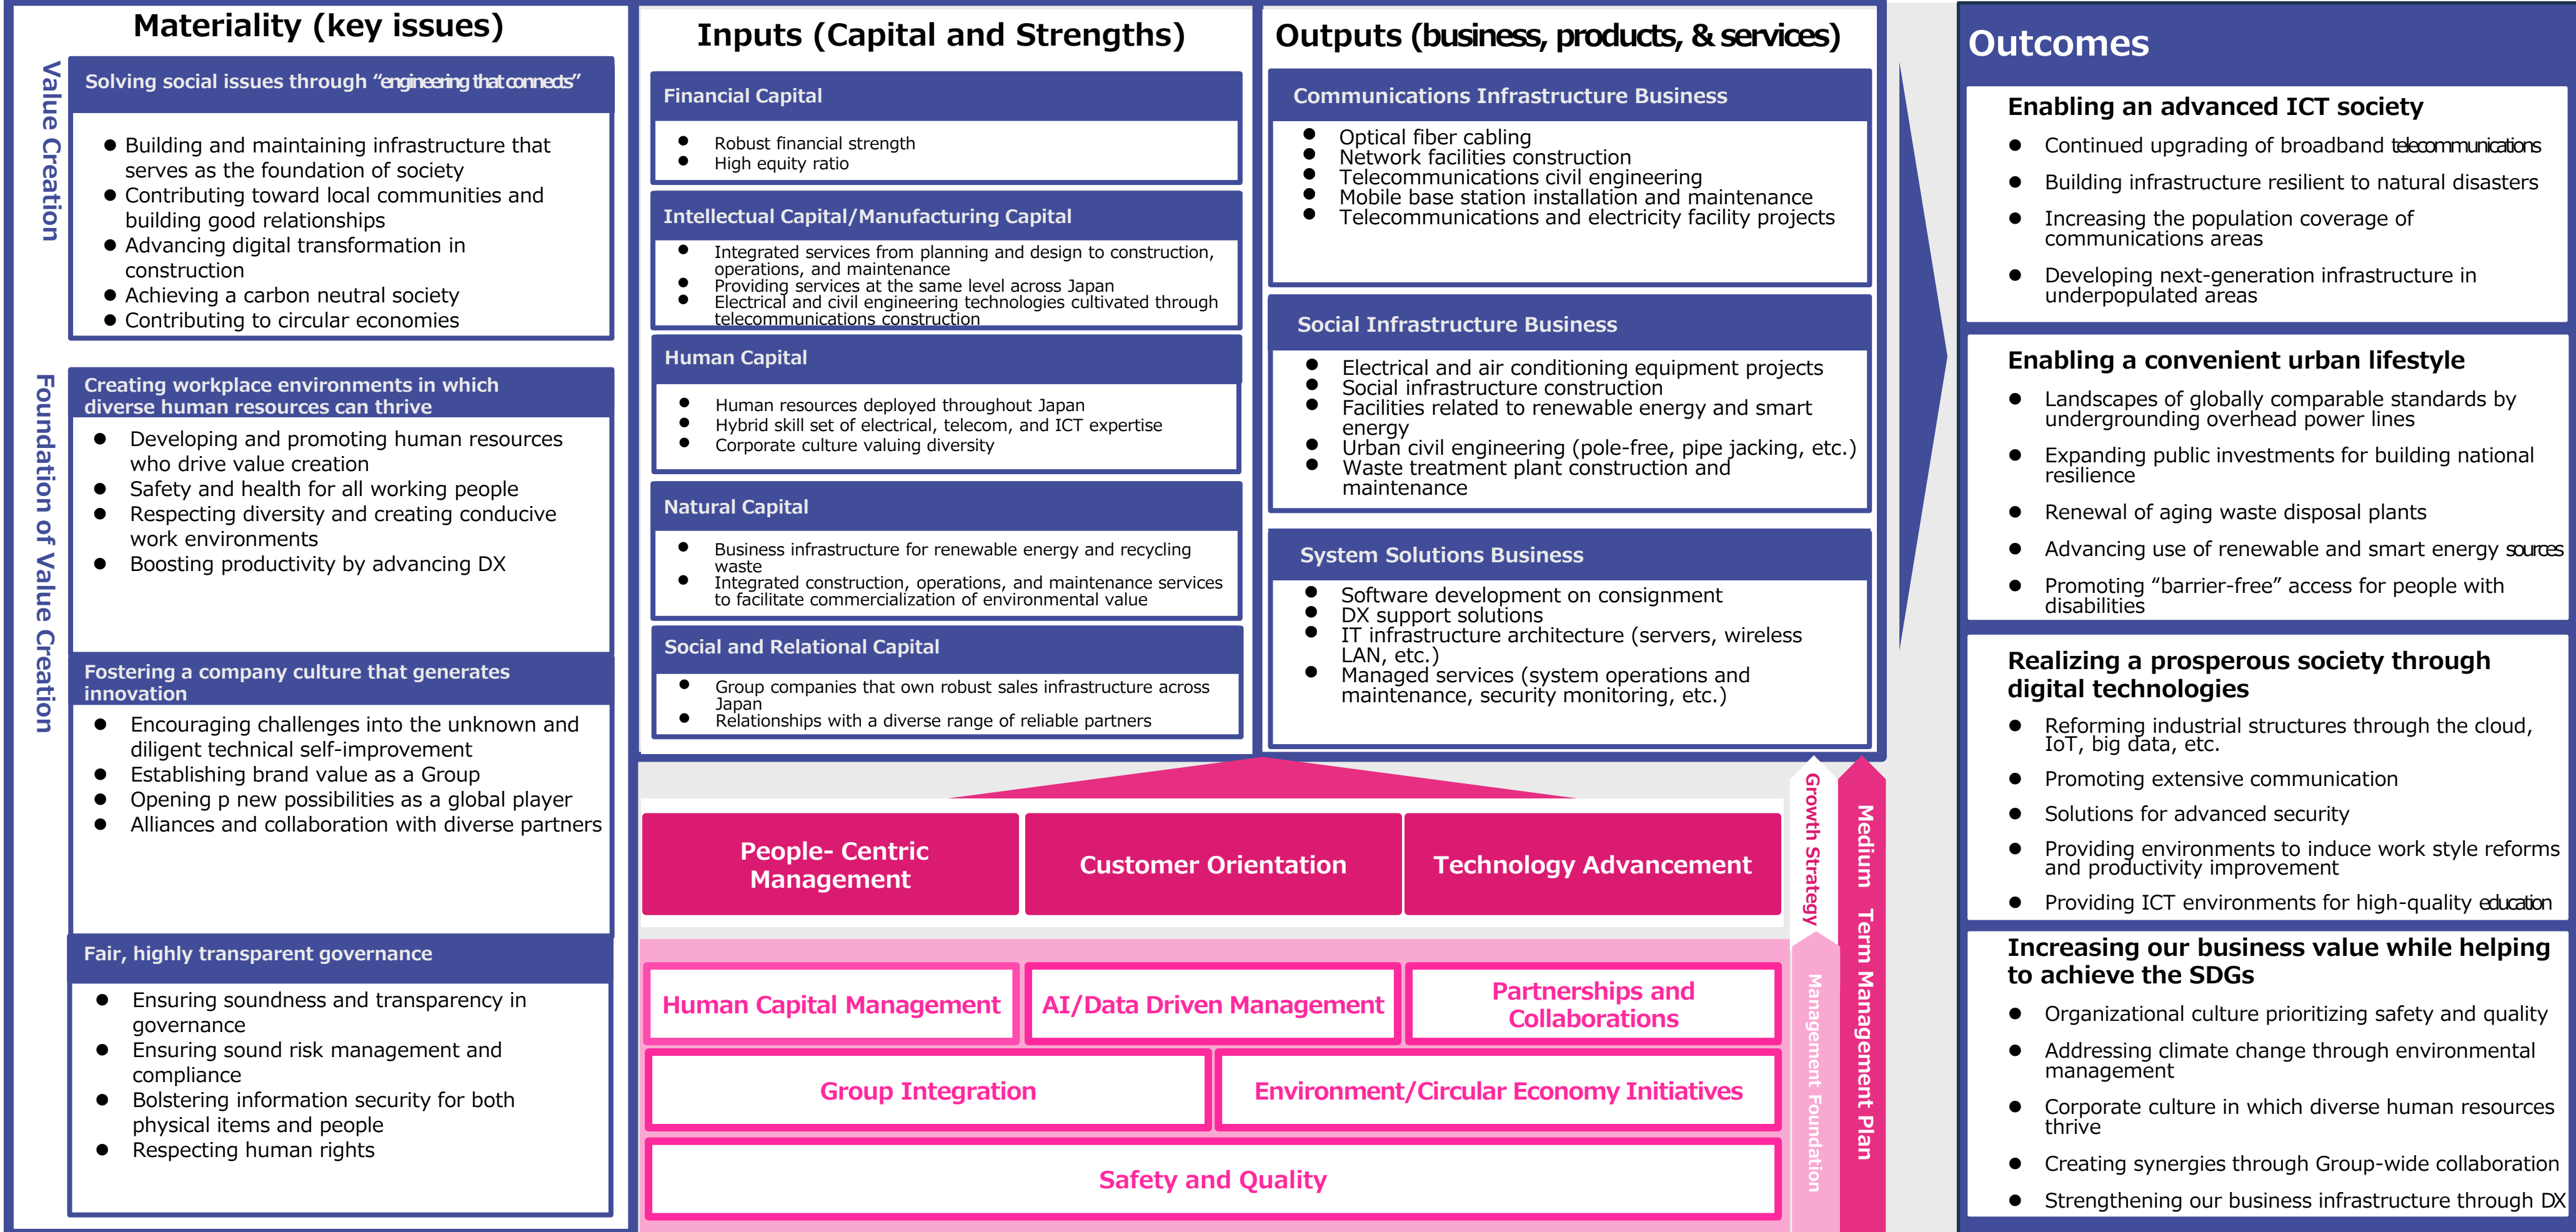 Materiality (key issues)
Value Creation
Solving social issues through “engineering that connects”
● Building and maintaining infrastructure that
serves as the foundation of society
● Contributing toward local communities and
building good relationships
● Advancing digital transformation in
construction
● Achieving a carbon neutral society
● Contributing to circular economies
Foundation of Value Creation
Creating workplace environments in which
diverse human resources can thrive
● Developing and promoting human resources
who drive value creation
● Safety and health for all working people
● Respecting diversity and creating conducive
work environments
● Boosting productivity by advancing DX
Fostering a company culture that generates
innovation
● Encouraging challenges into the unknown and
diligent technical self-improvement
● Establishing brand value as a Group
● Opening p new possibilities as a global player
● Alliances and collaboration with diverse partners
Fair, highly transparent governance
● Ensuring soundness and transparency in
governance
● Ensuring sound risk management and
compliance
● Bolstering information security for both
physical items and people
● Respecting human rights
Inputs (Capital and Strengths)
Financial Capital
● Robust financial strength
● High equity ratio
Intellectual Capital/Manufacturing Capital
● Integrated services from planning and design to construction,
operations, and maintenance
● Providing services at the same level across Japan
● Electrical and civil engineering technologies cultivated through
telecommunications construction
Human Capital
● Human resources deployed throughout Japan
● Hybrid skill set of electrical, telecom, and ICT expertise
● Corporate culture valuing diversity
Natural Capital
● Business infrastructure for renewable energy and recycling
waste
● Integrated construction, operations, and maintenance services
to facilitate commercialization of environmental value
Social and Relational Capital
● Group companies that own robust sales infrastructure across
Japan
● Relationships with a diverse range of reliable partners
Outputs (business, products, & services)
Communications Infrastructure Business
● Optical fiber cabling
● Network facilities construction
● Telecommunications civil engineering
● Mobile base station installation and maintenance
● Telecommunications and electricity facility projects
Social Infrastructure Business
● Electrical and air conditioning equipment projects
● Social infrastructure construction
● Facilities related to renewable energy and smart
energy
● Urban civil engineering (pole-free, pipe jacking, etc.)
● Waste treatment plant construction and
maintenance
System Solutions Business
● Software development on consignment
● DX support solutions
● IT infrastructure architecture (servers, wireless
LAN, etc.)
● Managed services (system operations and
maintenance, security monitoring, etc.)
People- Centric
Management
Customer Orientation
Technology Advancement
Growth Strategy
Human Capital Management
AI/Data Driven Management
Partnerships and
Collaborations
Group Integration
Environment/Circular Economy Initiatives
Safety and Quality
Management Foundation
Medium Term Management Plan
Outcomes
Enabling an advanced ICT society
● Continued upgrading of broadband telecommunications
● Building infrastructure resilient to natural disasters
● Increasing the population coverage of
communications areas
● Developing next-generation infrastructure in
underpopulated areas
Enabling a convenient urban lifestyle
● Landscapes of globally comparable standards by
undergrounding overhead power lines
● Expanding public investments for building national
resilience
● Renewal of aging waste disposal plants
● Advancing use of renewable and smart energy sources
● Promoting “barrier-free” access for people with
disabilities
Realizing a prosperous society through
digital technologies
● Reforming industrial structures through the cloud,
IoT, big data, etc.
● Promoting extensive communication
● Solutions for advanced security
● Providing environments to induce work style reforms
and productivity improvement
● Providing ICT environments for high-quality education
Increasing our business value while helping
to achieve the SDGs
● Organizational culture prioritizing safety and quality
● Addressing climate change through environmental
management
● Corporate culture in which diverse human resources
thrive
● Creating synergies through Group-wide collaboration
● Strengthening our business infrastructure through DX